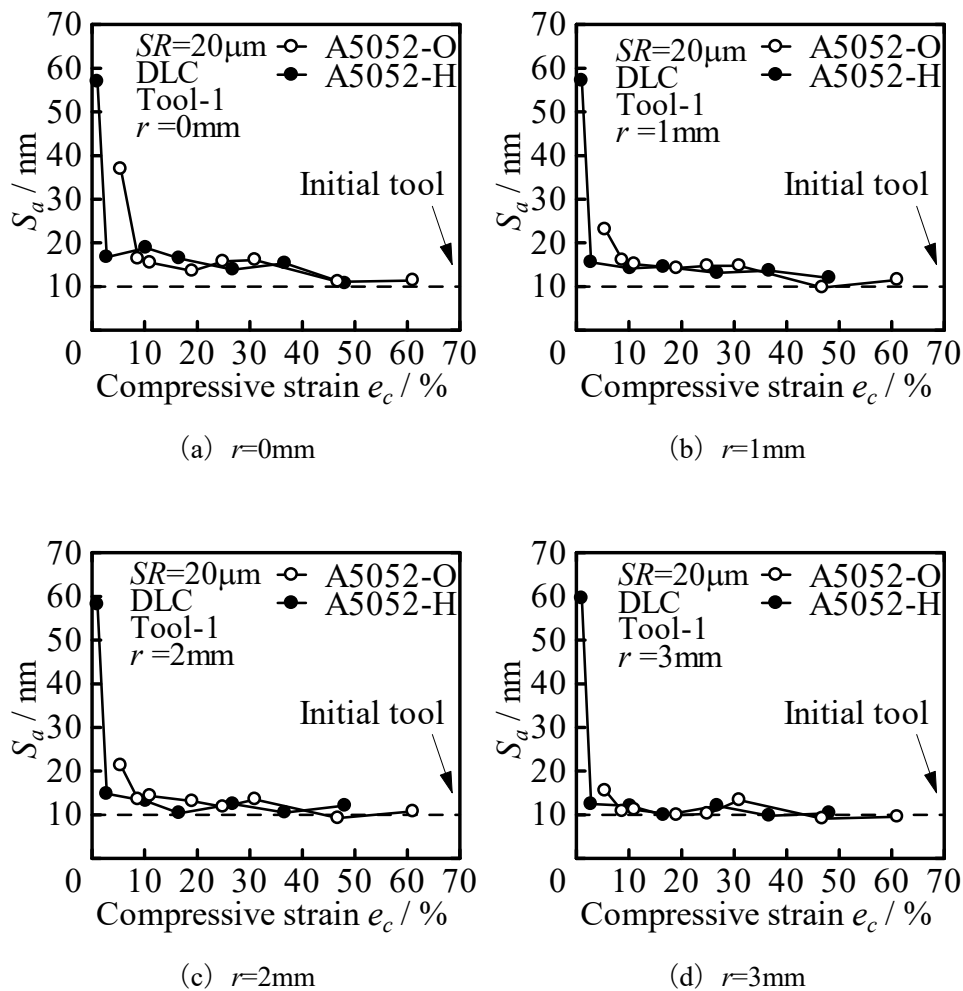 70
60
50
40
30
20
10
S_a / nm
SR=20μm
DLC
Tool-1
r =0mm
A5052-O
A5052-H
Initial tool
0 10 20 30 40 50 60 70
Compressive strain e_c / %
(a) r=0mm
70
60
50
40
30
20
10
S_a / nm
SR=20μm
DLC
Tool-1
r =1mm
A5052-O
A5052-H
Initial tool
0 10 20 30 40 50 60 70
Compressive strain e_c / %
(b) r=1mm
70
60
50
40
30
20
10
S_a / nm
SR=20μm
DLC
Tool-1
r =2mm
A5052-O
A5052-H
Initial tool
0 10 20 30 40 50 60 70
Compressive strain e_c / %
(c) r=2mm
70
60
50
40
30
20
10
S_a / nm
SR=20μm
DLC
Tool-1
r =3mm
A5052-O
A5052-H
Initial tool
0 10 20 30 40 50 60 70
Compressive strain e_c / %
(d) r=3mm